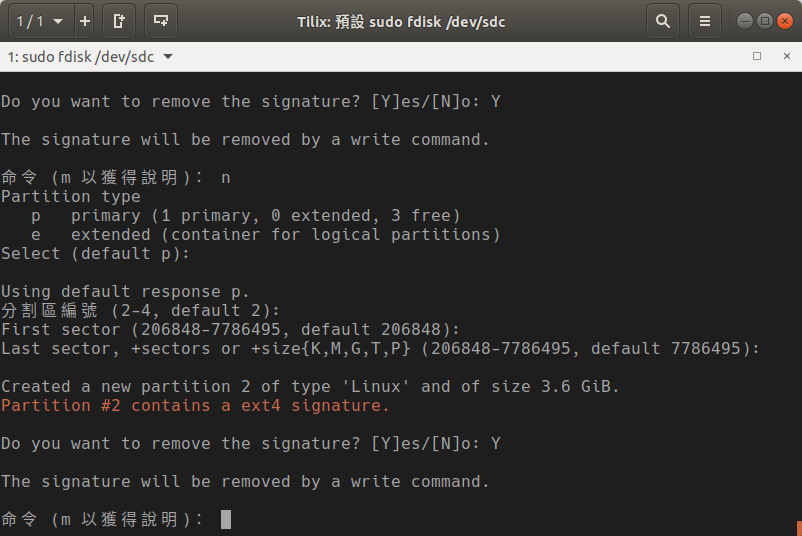 1 / 1
Tilix: 預設 sudo fdisk /dev/sdc
1: sudo fdisk /dev/sdc
Do you want to remove the signature? [Y]es/[N]o: Y
The signature will be removed by a write command.
命令 (m 以獲得說明)： n
Partition type
   p   primary (1 primary, 0 extended, 3 free)
   e   extended (container for logical partitions)
Select (default p):
Using default response p.
分割區編號 (2-4, default 2):
First sector (206848-7786495, default 206848):
Last sector, +sectors or +size{K,M,G,T,P} (206848-7786495, default 7786495):
Created a new partition 2 of type 'Linux' and of size 3.6 GiB.
Partition #2 contains a ext4 signature.
Do you want to remove the signature? [Y]es/[N]o: Y
The signature will be removed by a write command.
命令 (m 以獲得說明)：